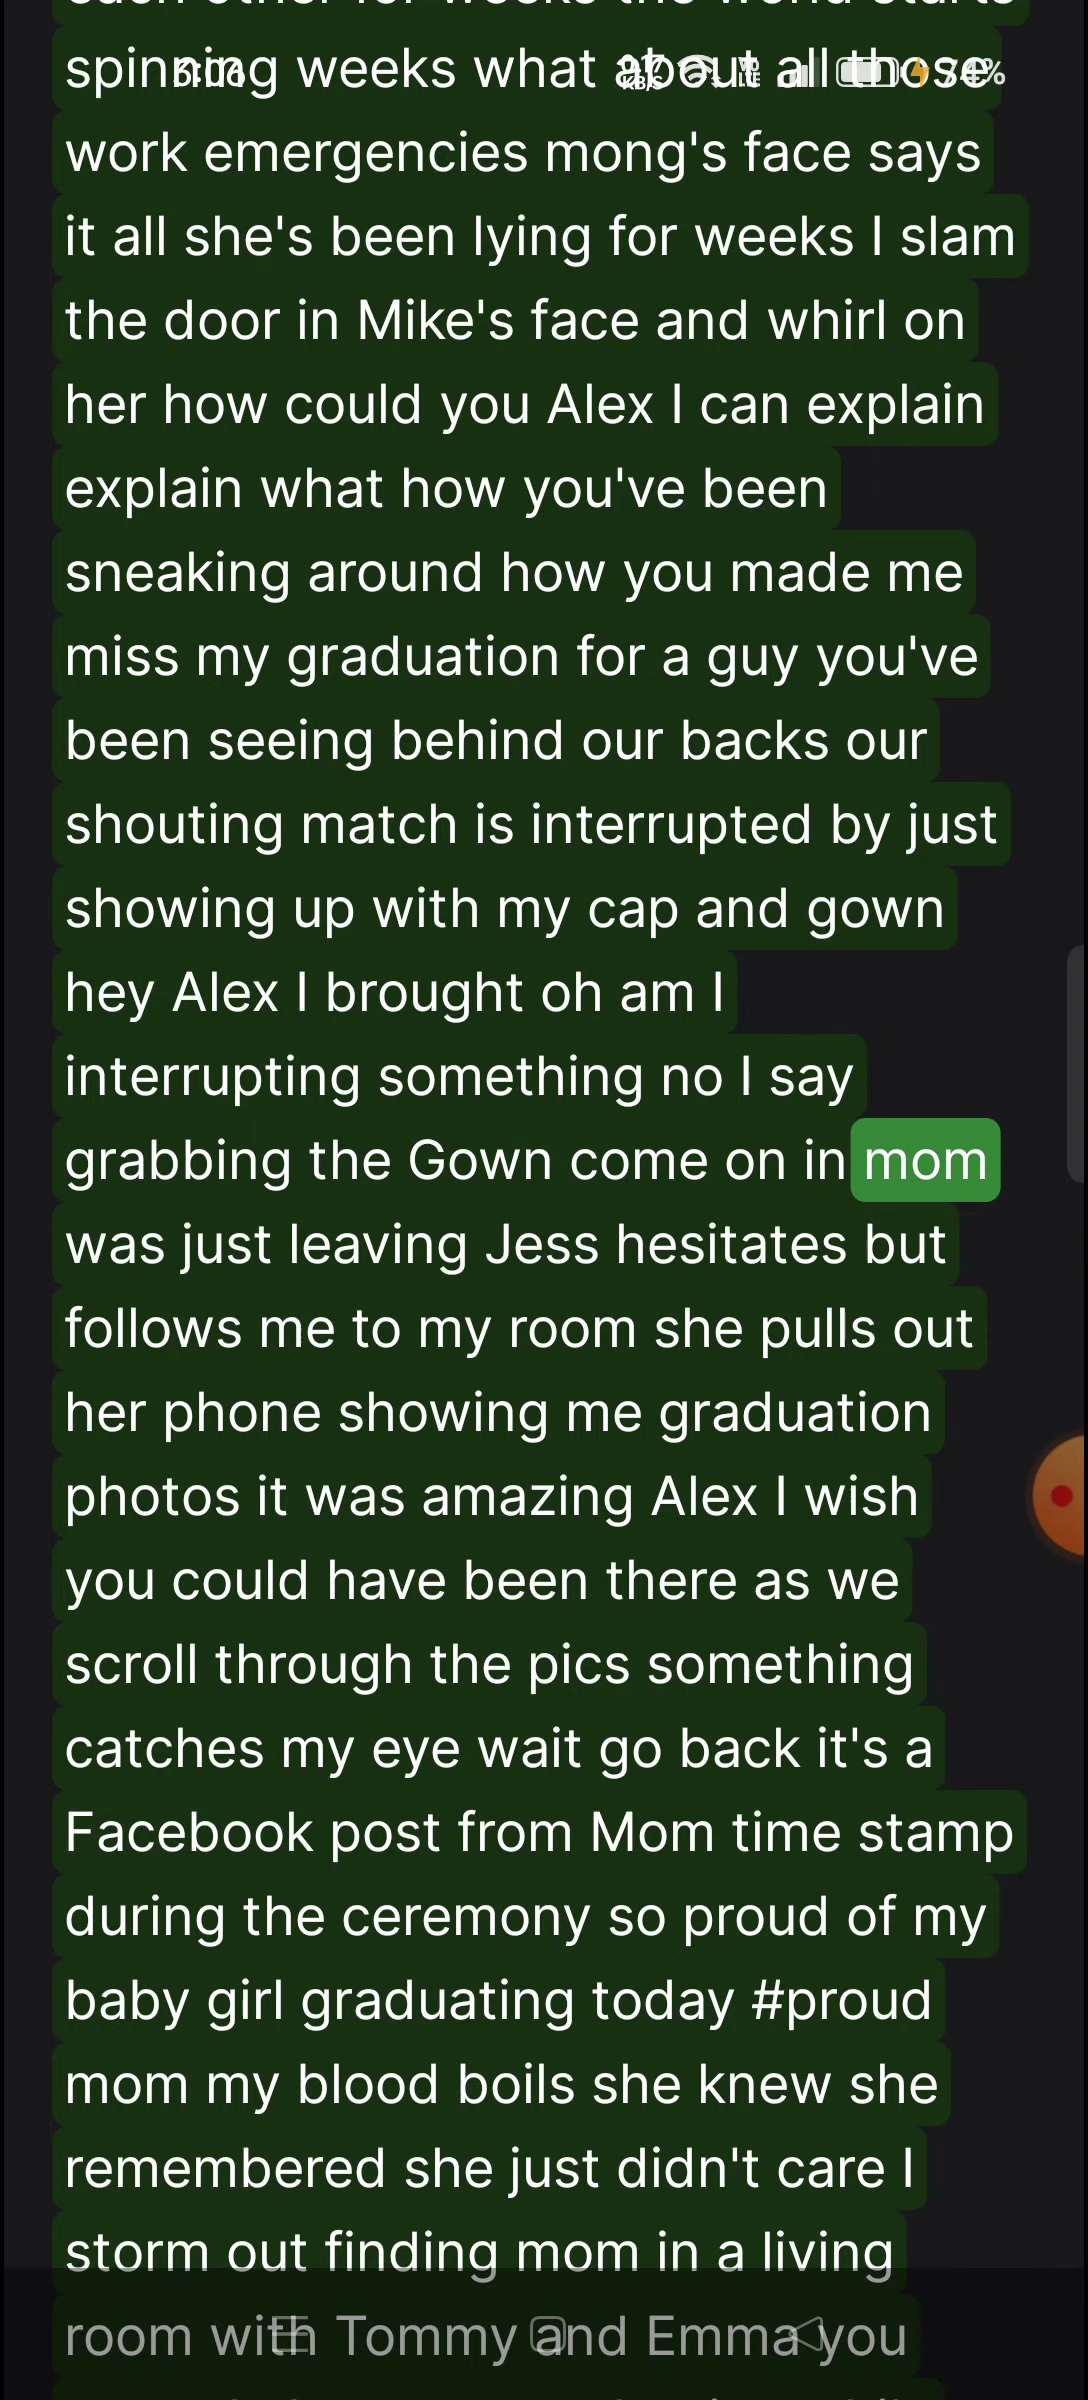 spinning weeks what about all those
work emergencies mong's face says
it all she's been lying for weeks I slam
the door in Mike's face and whirl on
her how could you Alex I can explain
explain what how you've been
sneaking around how you made me
miss my graduation for a guy you've
been seeing behind our backs our
shouting match is interrupted by just
showing up with my cap and gown
hey Alex I brought oh am I
interrupting something no I say
grabbing the Gown come on in mom
was just leaving Jess hesitates but
follows me to my room she pulls out
her phone showing me graduation
photos it was amazing Alex I wish
you could have been there as we
scroll through the pics something
catches my eye wait go back it's a
Facebook post from Mom time stamp
during the ceremony so proud of my
baby girl graduating today #proud
mom my blood boils she knew she
remembered she just didn't care I
storm out finding mom in a living
room with Tommy and Emma you